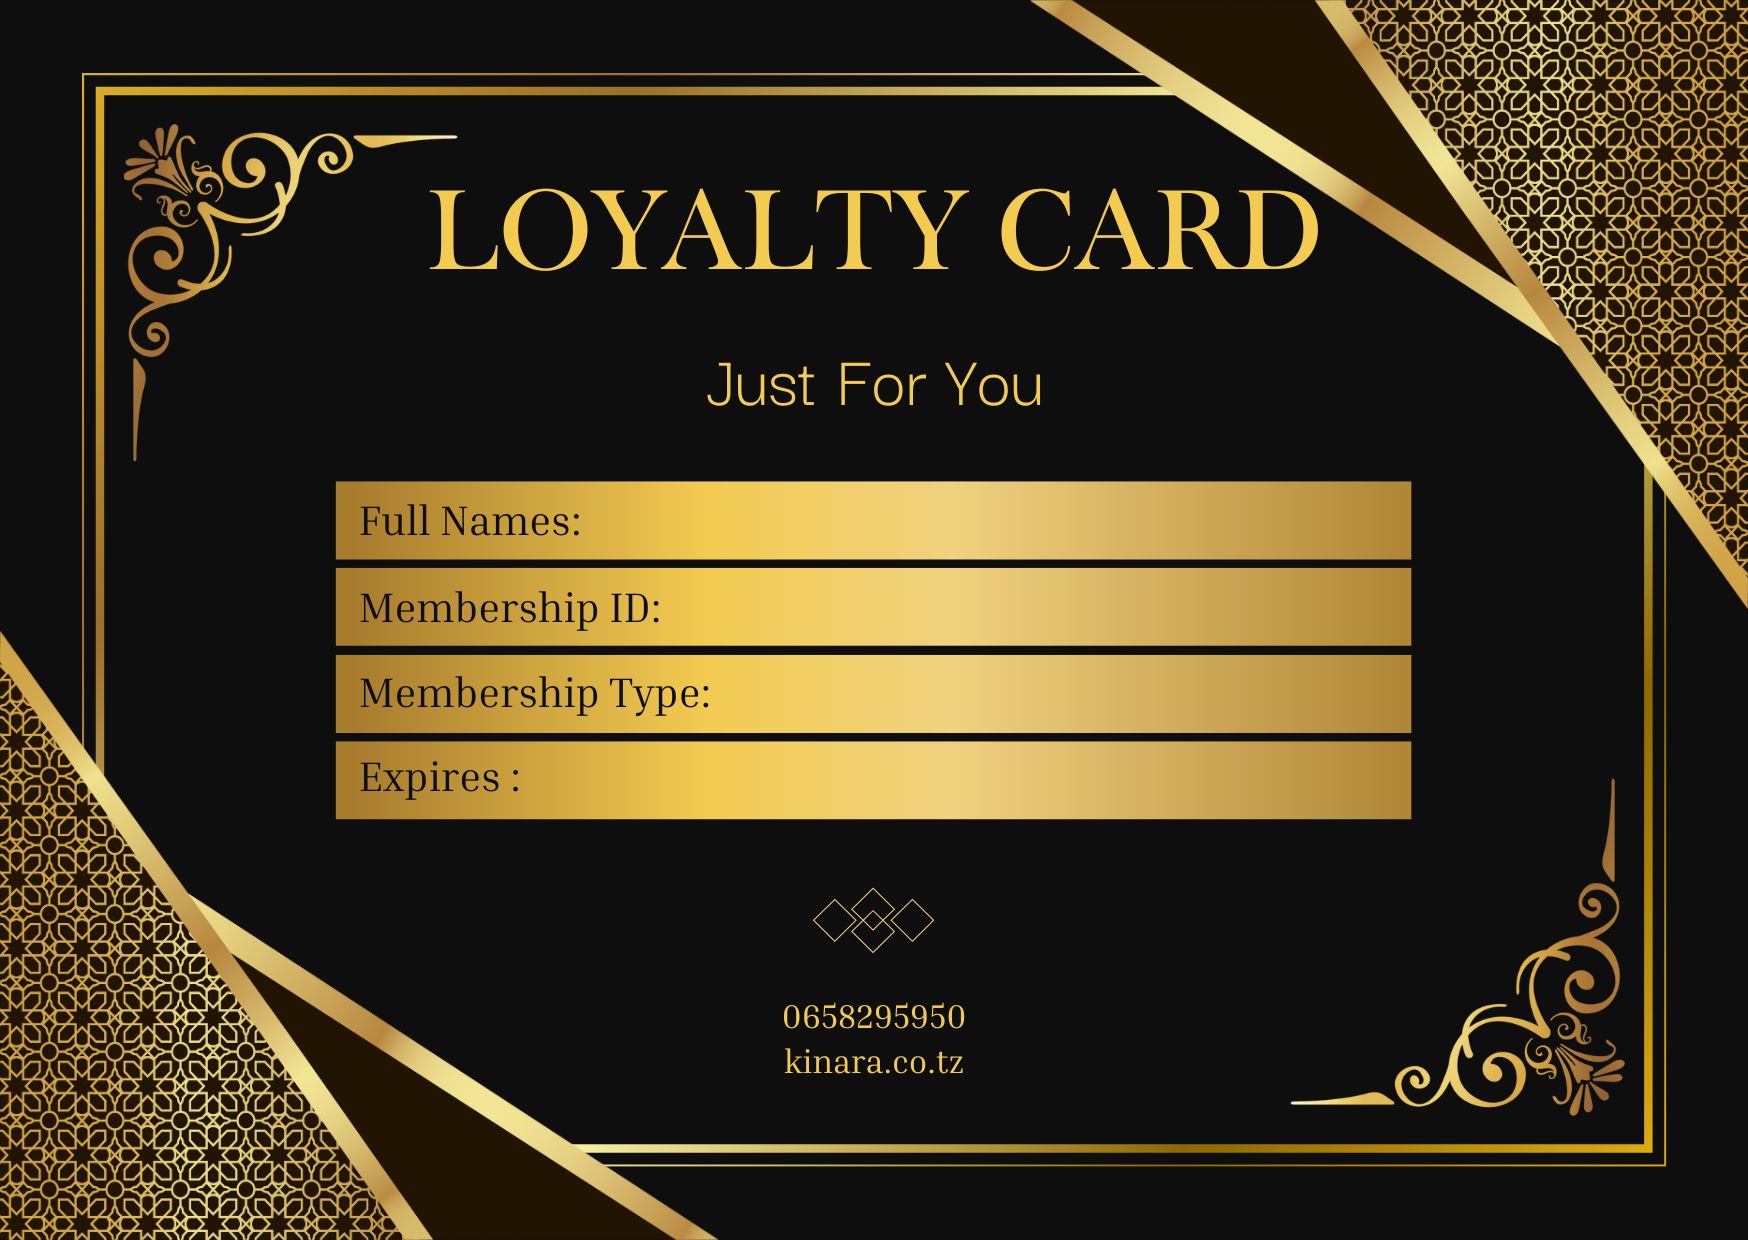 LOYALTY CARD
Just For You
Full Names:
Membership ID:
Membership Type:
Expires :
0658295950
kinara.co.tz